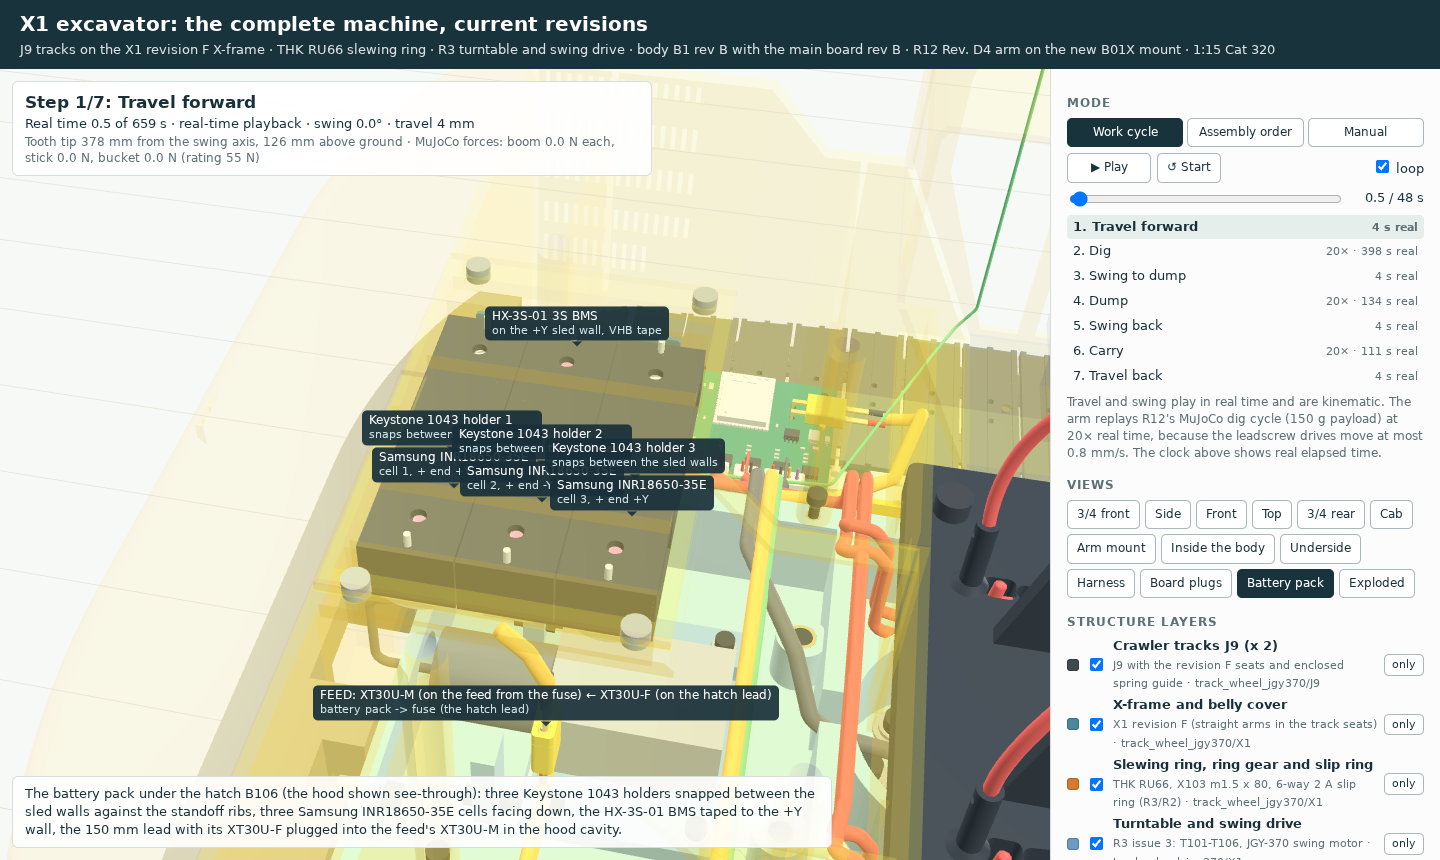 X1 excavator: the complete machine, current revisions
J9 tracks on the X1 revision F X-frame · THK RU66 slewing ring · R3 turntable and swing drive · body B1 rev B with the main board rev B · R12 Rev. D4 arm on the new B01X mount · 1:15 Cat 320
Step 1/7: Travel forward
Real time 0.5 of 659 s · real-time playback · swing 0.0° · travel 4 mm
Tooth tip 378 mm from the swing axis, 126 mm above ground · MuJoCo forces: boom 0.0 N each,
stick 0.0 N, bucket 0.0 N (rating 55 N)
HX-3S-01 3S BMS
on the +Y sled wall, VHB tape
Keystone 1043 holder 1
snaps between
Keystone 1043 holder 2
snaps between
Keystone 1043 holder 3
snaps between the sled walls
Samsung INR18650-35E
cell 1, + end +
Samsung INR18650-35E
cell 2, + end -Y
Samsung INR18650-35E
cell 3, + end +Y
FEED: XT30U-M (on the feed from the fuse) ← XT30U-F (on the hatch lead)
battery pack -> fuse (the hatch lead)
The battery pack under the hatch B106 (the hood shown see-through): three Keystone 1043 holders snapped between the
sled walls against the standoff ribs, three Samsung INR18650-35E cells facing down, the HX-3S-01 BMS taped to the +Y
wall, the 150 mm lead with its XT30U-F plugged into the feed's XT30U-M in the hood cavity.
MODE
Work cycle
Assembly order
Manual
▶ Play
↺ Start
loop
0.5 / 48 s
1. Travel forward 4 s real
2. Dig 20× · 398 s real
3. Swing to dump 4 s real
4. Dump 20× · 134 s real
5. Swing back 4 s real
6. Carry 20× · 111 s real
7. Travel back 4 s real
Travel and swing play in real time and are kinematic. The
arm replays R12's MuJoCo dig cycle (150 g payload) at
20× real time, because the leadscrew drives move at most
0.8 mm/s. The clock above shows real elapsed time.
VIEWS
3/4 front
Side
Front
Top
3/4 rear
Cab
Arm mount
Inside the body
Underside
Harness
Board plugs
Battery pack
Exploded
STRUCTURE LAYERS
Crawler tracks J9 (x 2)
J9 with the revision F seats and enclosed
spring guide · track_wheel_jgy370/J9
only
X-frame and belly cover
X1 revision F (straight arms in the track seats)
· track_wheel_jgy370/X1
only
Slewing ring, ring gear and slip ring
THK RU66, X103 m1.5 x 80, 6-way 2 A slip
ring (R3/R2) · track_wheel_jgy370/X1
only
Turntable and swing drive
R3 issue 3: T101-T106, JGY-370 swing motor ·
only